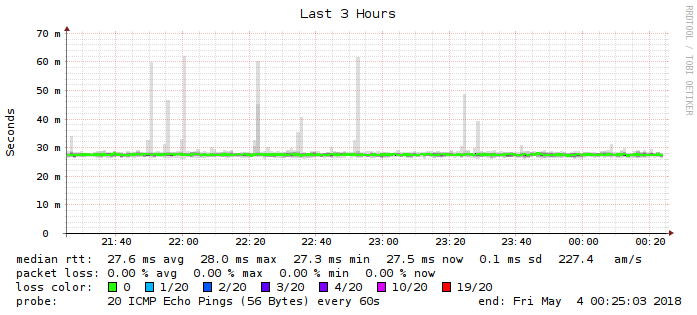 Last 3 Hours
RRDTOOL / TOBI OETIKER
Seconds
70 m
60 m
50 m
40 m
30 m
20 m
10 m
0
21:40 22:00 22:20 22:40 23:00 23:20 23:40 00:00 00:20
median rtt: 27.6 ms avg 28.0 ms max 27.3 ms min 27.5 ms now 0.1 ms sd 227.4 am/s
packet loss: 0.00 % avg 0.00 % max 0.00 % min 0.00 % now
loss color: 0 1/20 2/20 3/20 4/20 10/20 19/20
probe: 20 ICMP Echo Pings (56 Bytes) every 60s end: Fri May 4 00:25:03 2018